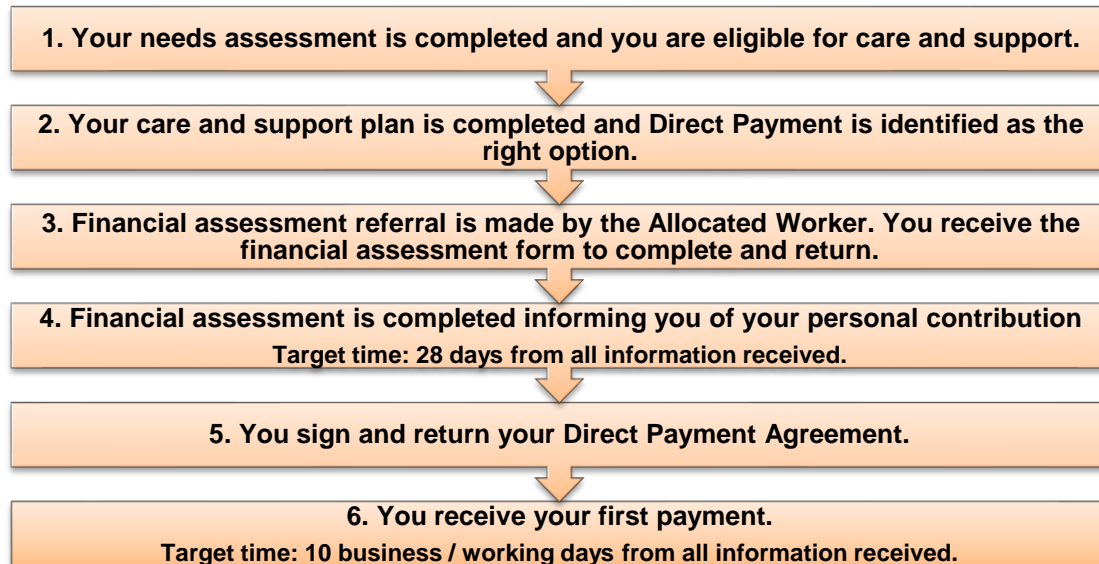 1. Your needs assessment is completed and you are eligible for care and support.
2. Your care and support plan is completed and Direct Payment is identified as the
right option.
3. Financial assessment referral is made by the Allocated Worker. You receive the
financial assessment form to complete and return.
4. Financial assessment is completed informing you of your personal contribution
Target time: 28 days from all information received.
5. You sign and return your Direct Payment Agreement.
6. You receive your first payment.
Target time: 10 business / working days from all information received.